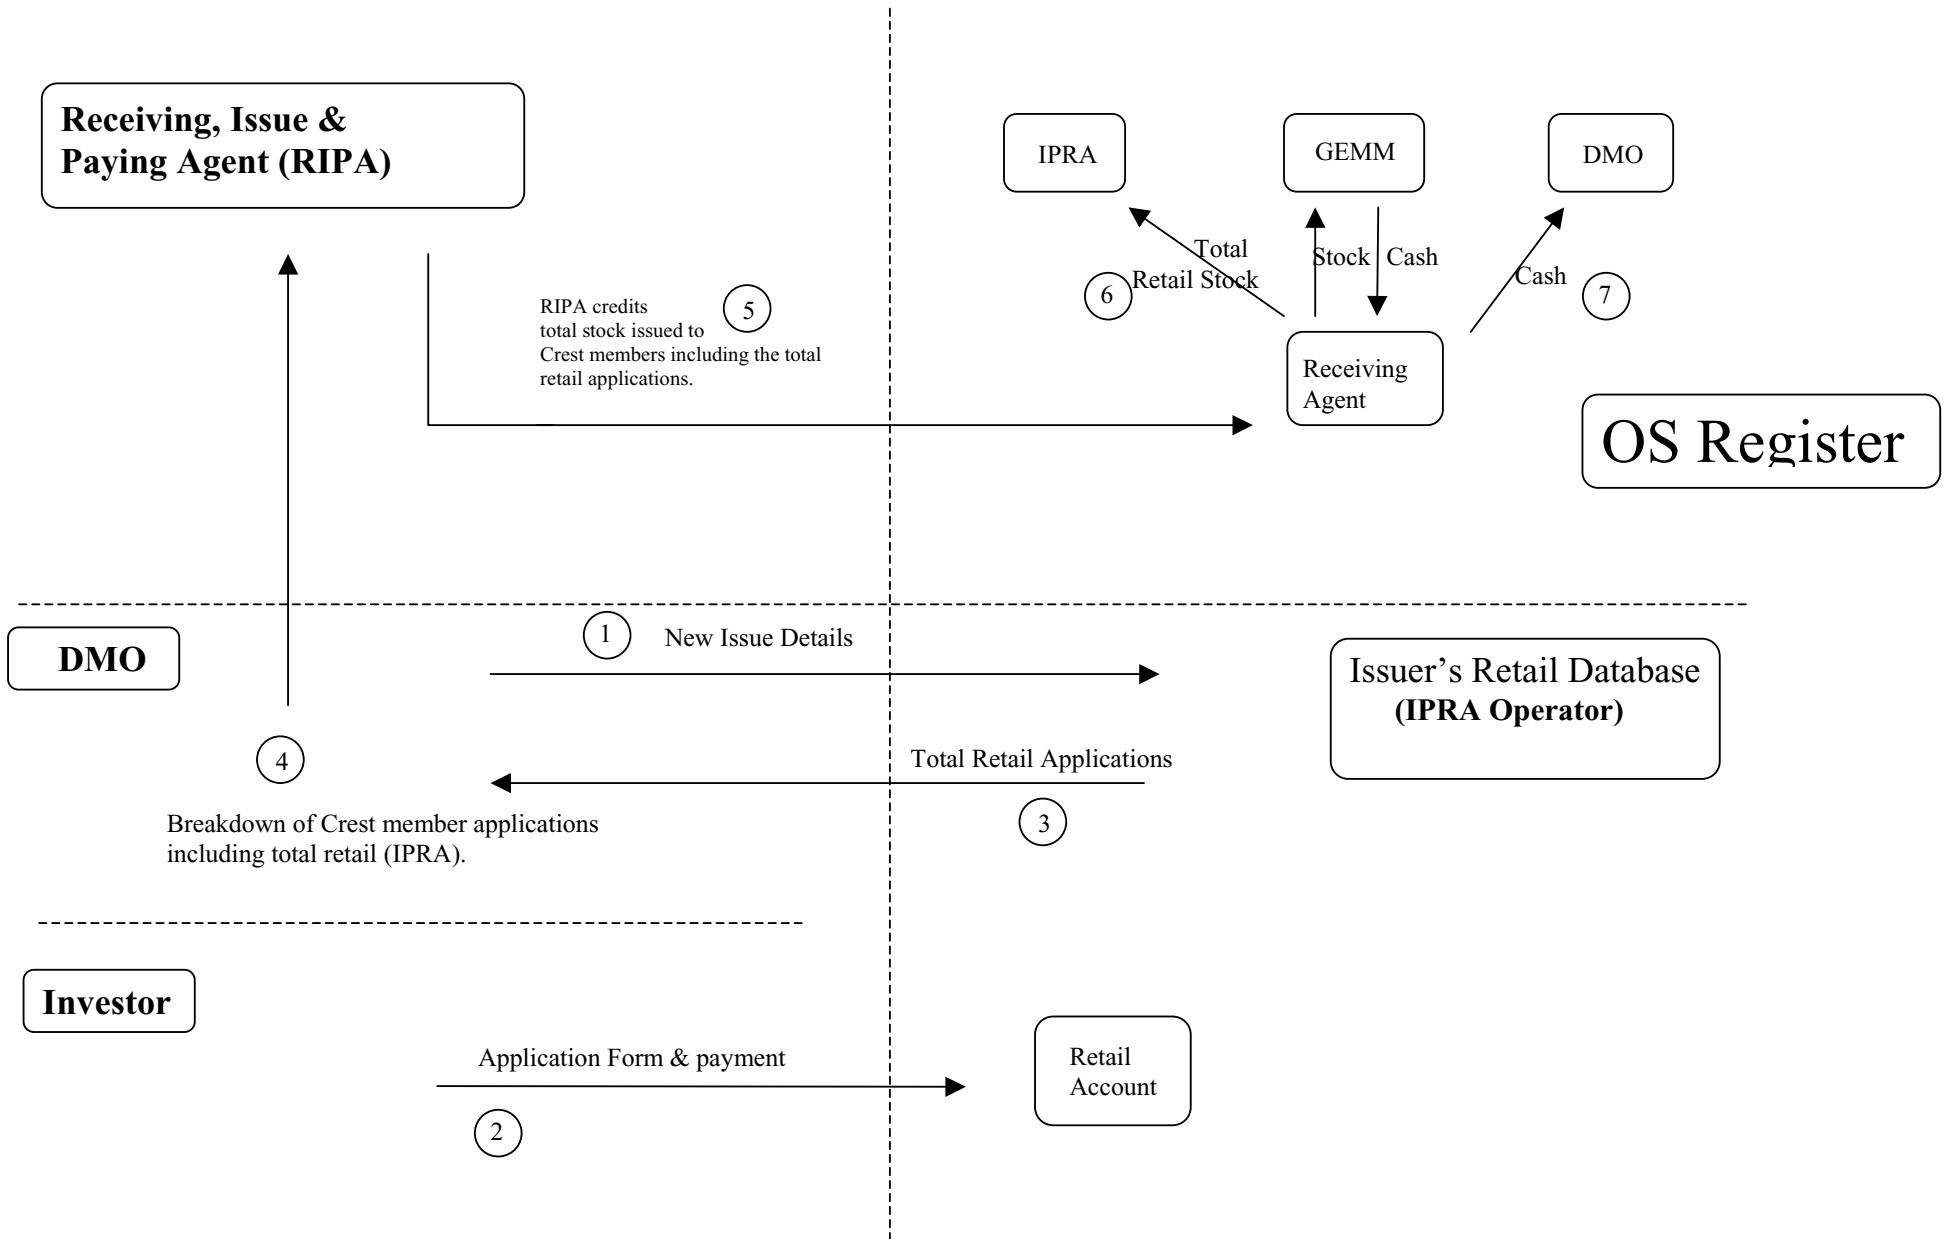 Receiving, Issue &
Paying Agent (RIPA)
IPRA
GEMM
DMO
Total
Retail Stock
Stock
Cash
Cash
6
7
RIPA credits
total stock issued to
Crest members including the total
retail applications.
5
Receiving
Agent
OS Register
DMO
1
New Issue Details
Issuer’s Retail Database
(IPRA Operator)
4
Total Retail Applications
3
Breakdown of Crest member applications
including total retail (IPRA).
Investor
Application Form & payment
2
Retail
Account